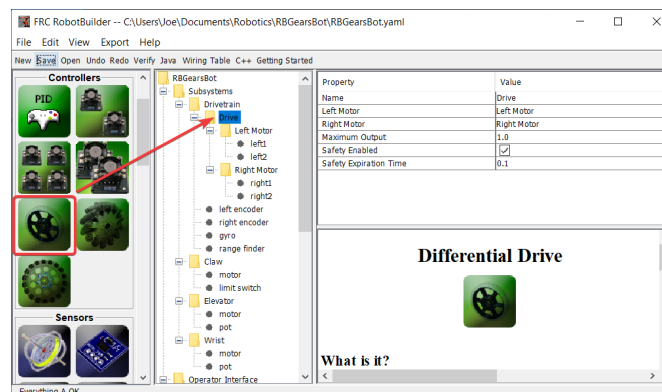 FRC RobotBuilder -- C:\Users\Joe\Documents\Robotics\RBGearsBot\RBGearsBot.yaml
File Edit View Export Help
New Save Open Undo Redo Verify Java Wiring Table C++ Getting Started
Controllers
PID
Sensors
RBGearsBot
Subsystems
Drivetrain
Drive
Left Motor
left1
left2
Right Motor
right1
right2
left encoder
right encoder
gyro
range finder
Claw
motor
limit switch
Elevator
motor
pot
Wrist
motor
pot
Operator Interface
Property Value
Name Drive
Left Motor Left Motor
Right Motor Right Motor
Maximum Output 1.0
Safety Enabled
Safety Expiration Time 0.1
Differential Drive
What is it?
Everything A OK